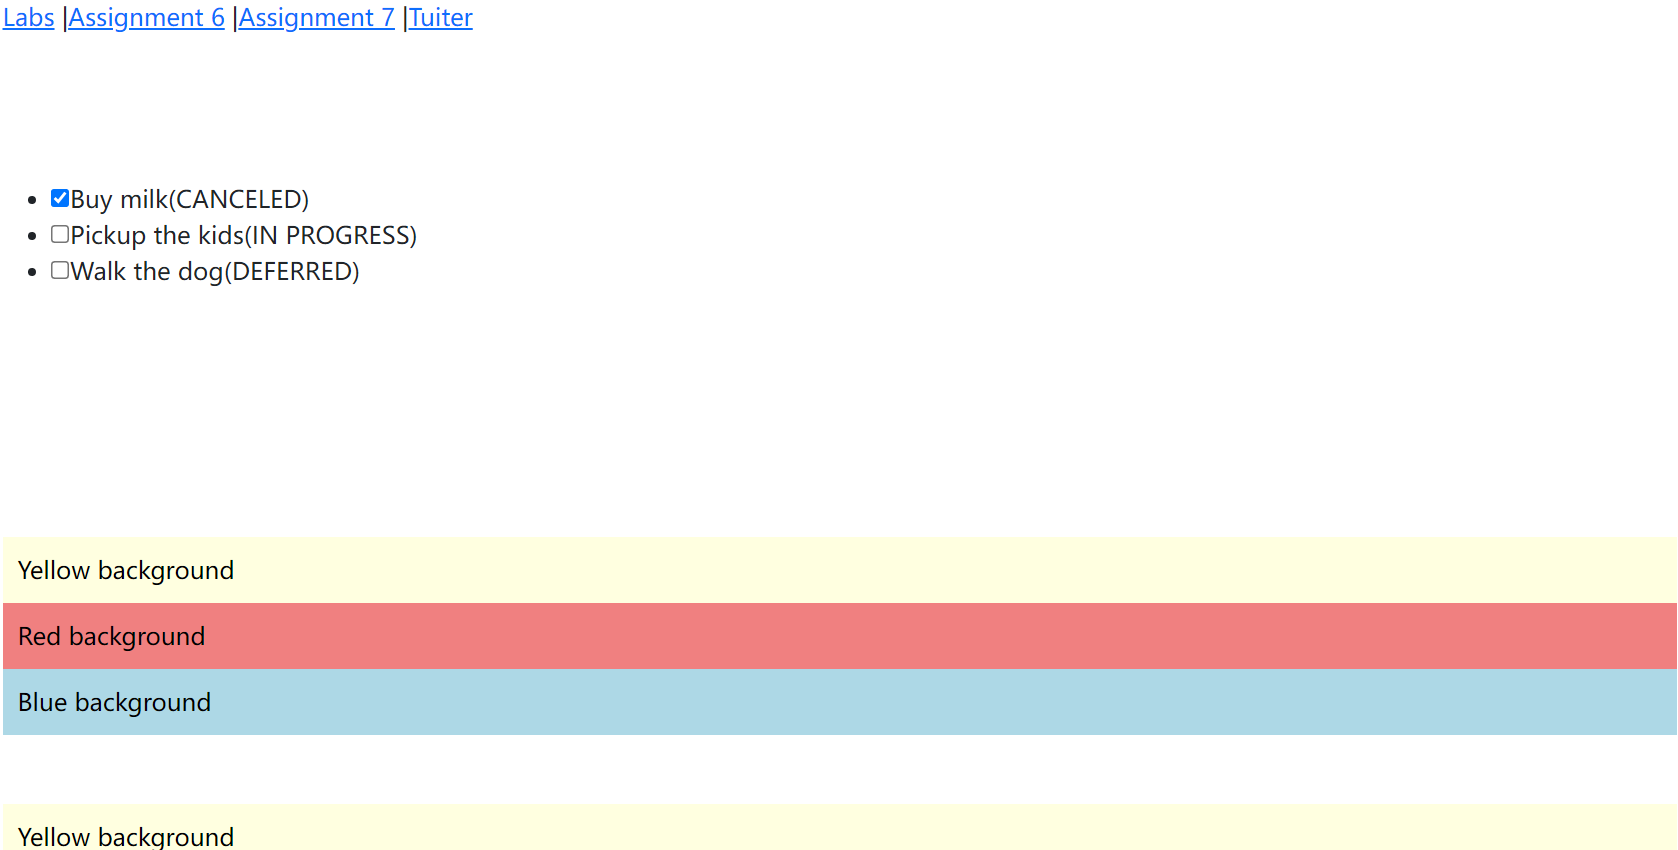 Labs |Assignment 6 |Assignment 7 |Tuiter
Buy milk(CANCELED)
Pickup the kids(IN PROGRESS)
Walk the dog(DEFERRED)
Yellow background
Red background
Blue background
Yellow background